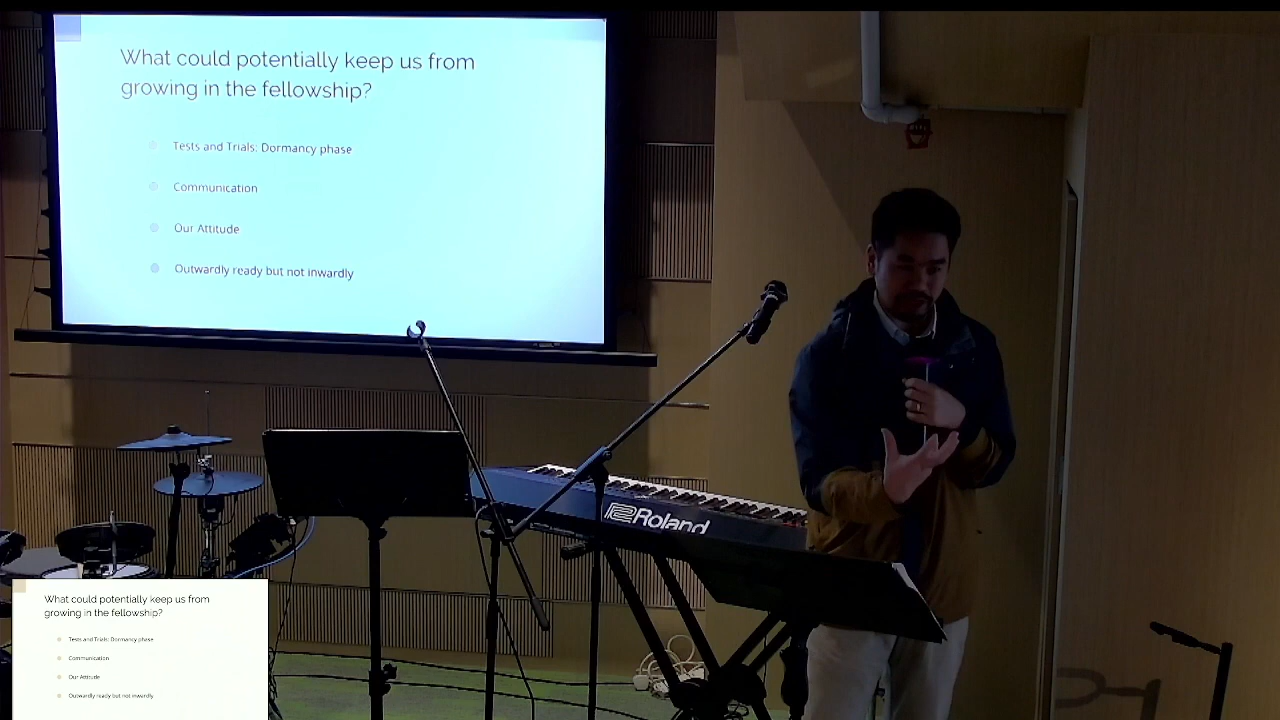 What could potentially keep us from
growing in the fellowship?
Tests and Trials: Dormancy phase
Communication
Our Attitude
Outwardly ready but not inwardly
Roland
What could potentially keep us from
growing in the fellowship?
Tests and Trials: Dormancy phase
Communication
Our Attitude
Outwardly ready but not inwardly